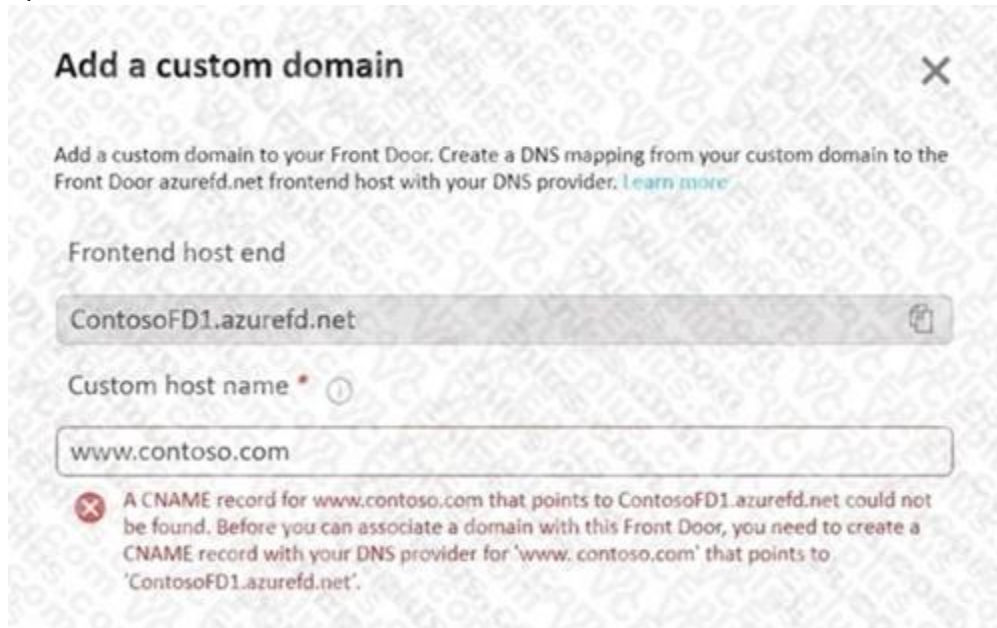 Add a custom domain
Add a custom domain to your Front Door. Create a DNS mapping from your custom domain to the
Front Door azurefd.net frontend host with your DNS provider. Learn more
Frontend host end
ContosoFD1.azurefd.net
Custom host name *
www.contoso.com
A CNAME record for www.contoso.com that points to ContosoFD1.azurefd.net could not
be found. Before you can associate a domain with this Front Door, you need to create a
CNAME record with your DNS provider for 'www. contoso.com' that points to
'ContosoFD1.azurefd.net'.